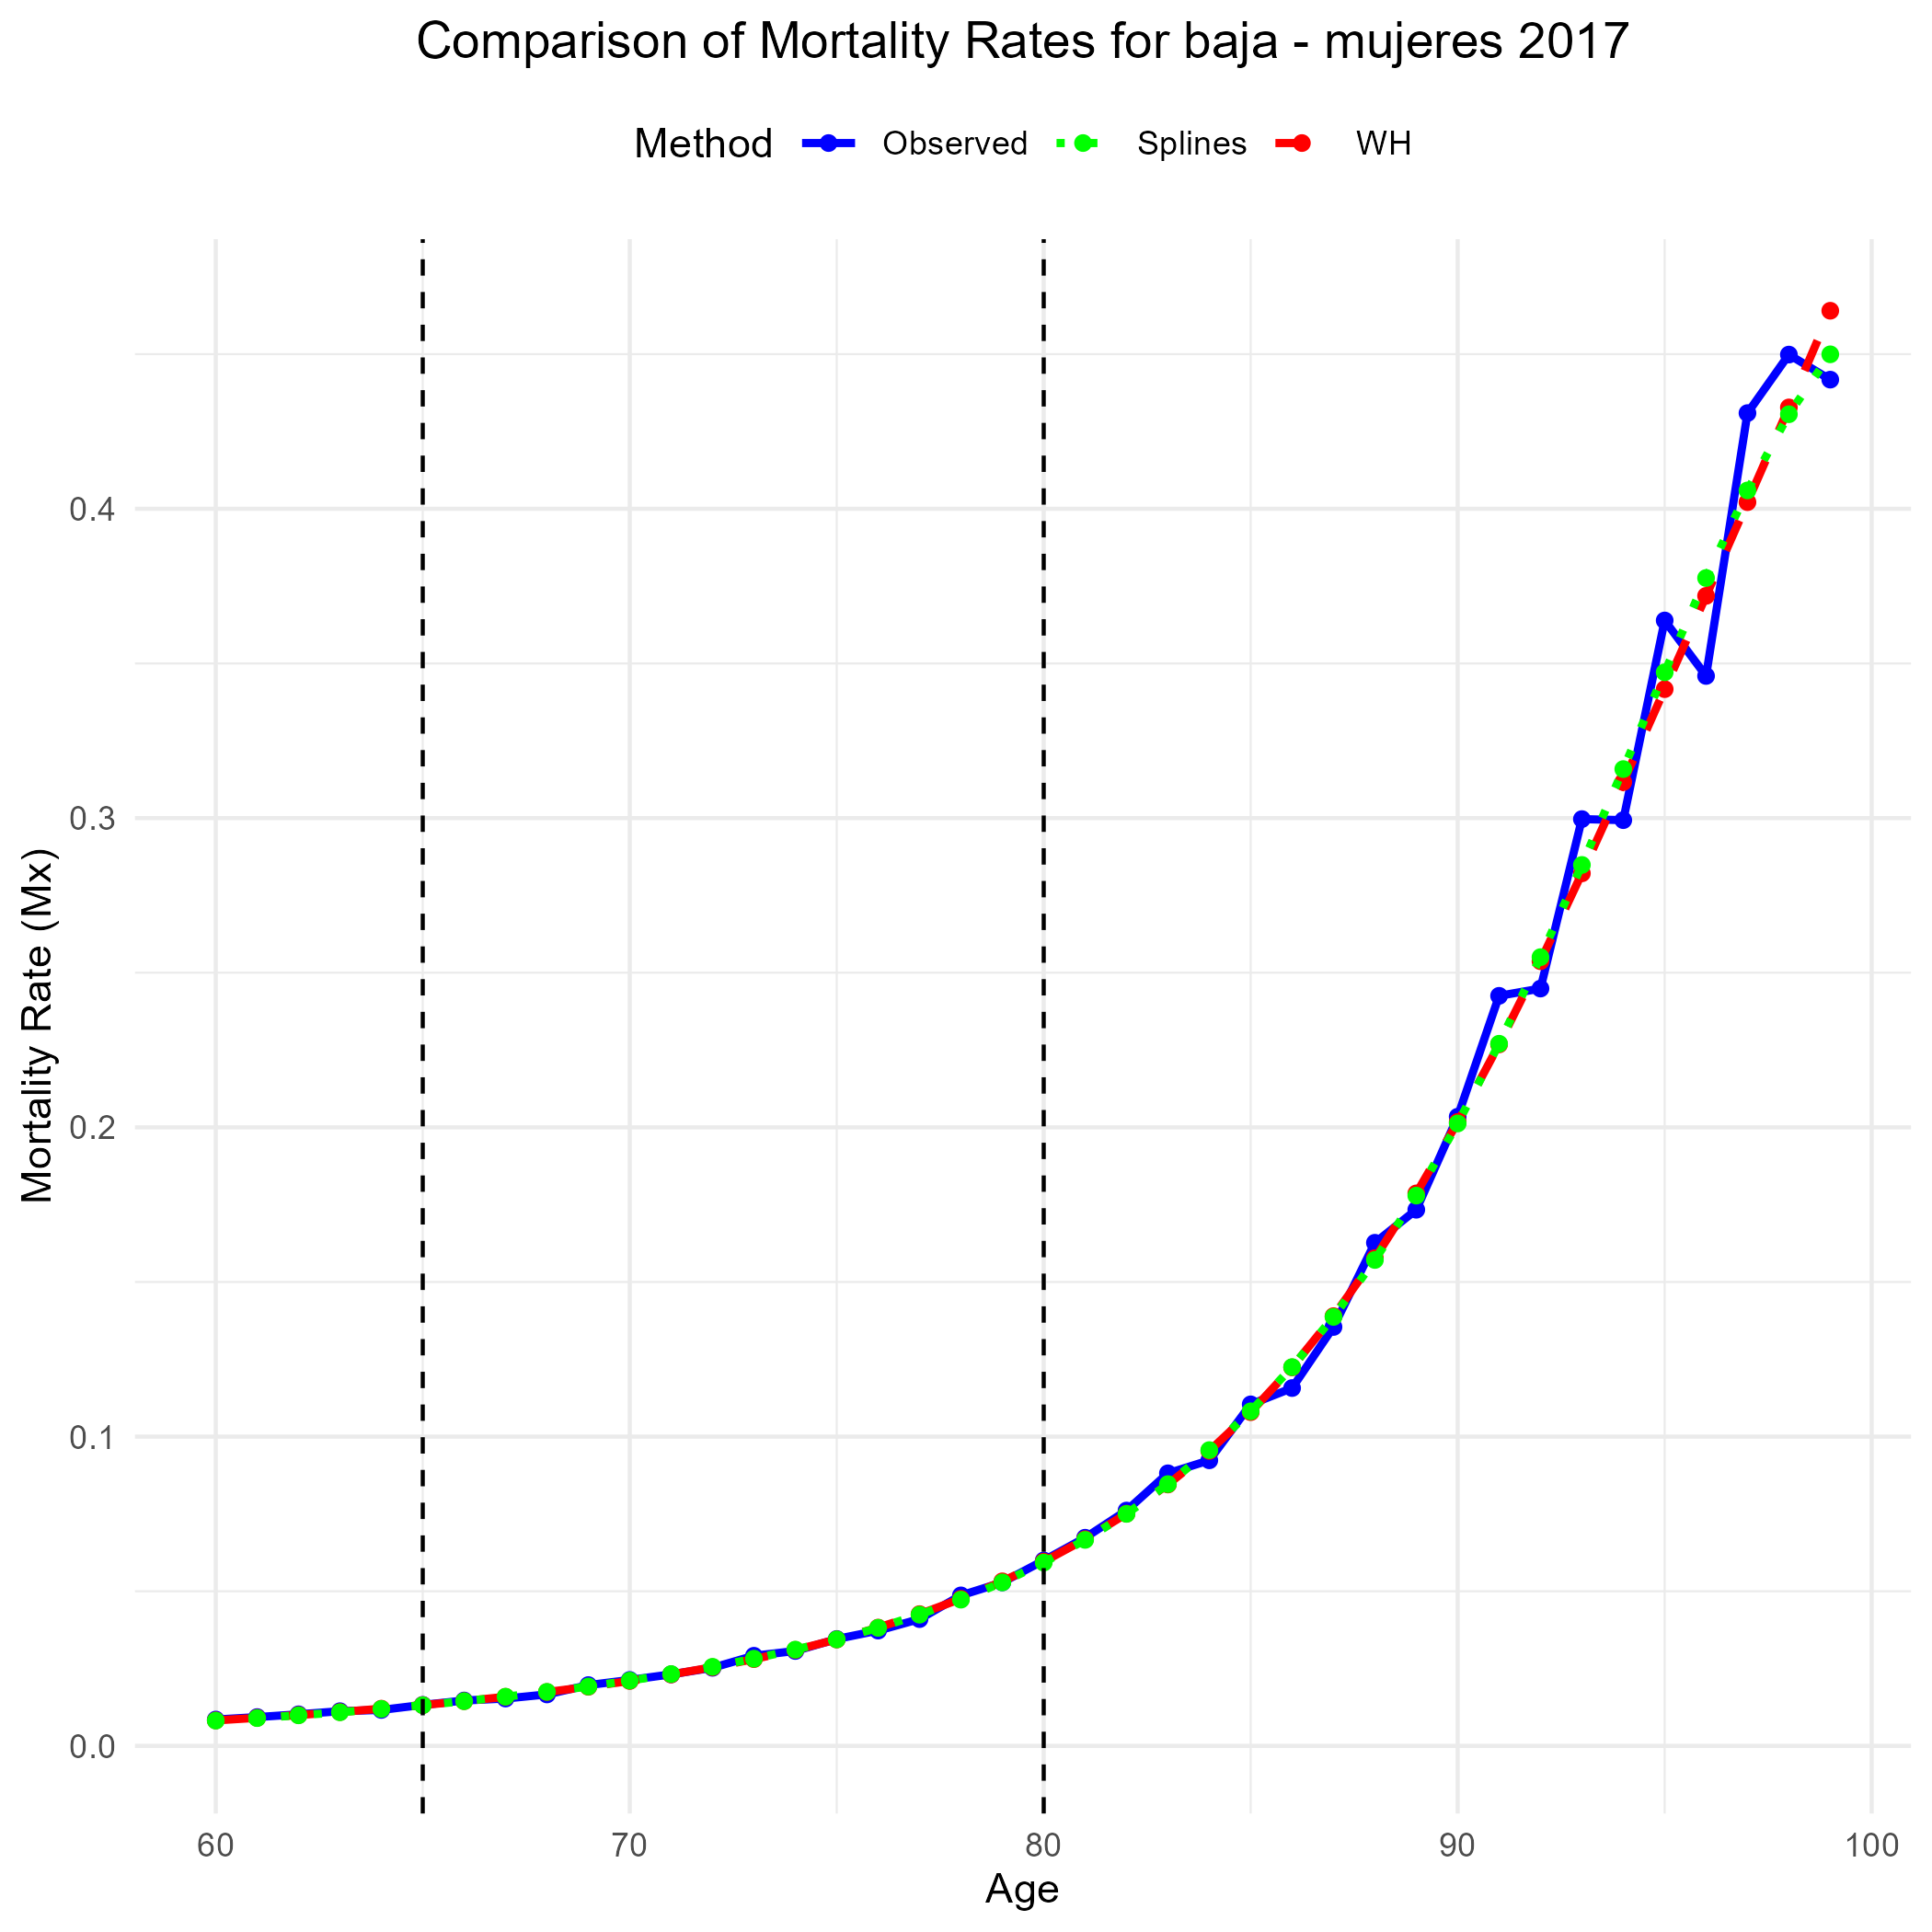 Comparison of Mortality Rates for baja - mujeres 2017
Method Observed Splines WH
Mortality Rate (Mx)
0.4
0.3
0.2
0.1
0.0
60 70 80 90 100
Age